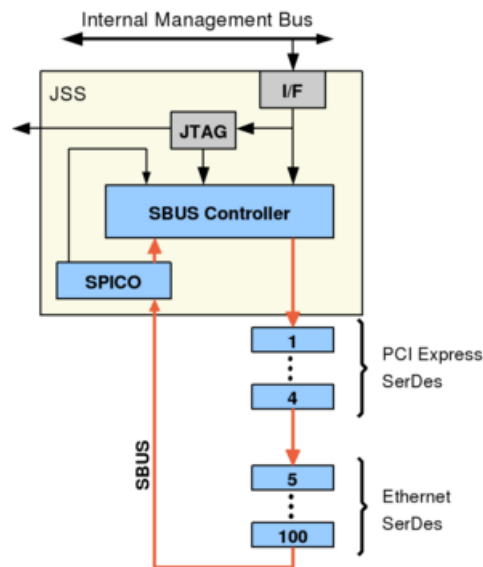 Internal Management Bus
JSS
I/F
JTAG
SBUS Controller
SPICO
1
PCI Express
SerDes
4
SBUS
5
Ethernet
SerDes
100